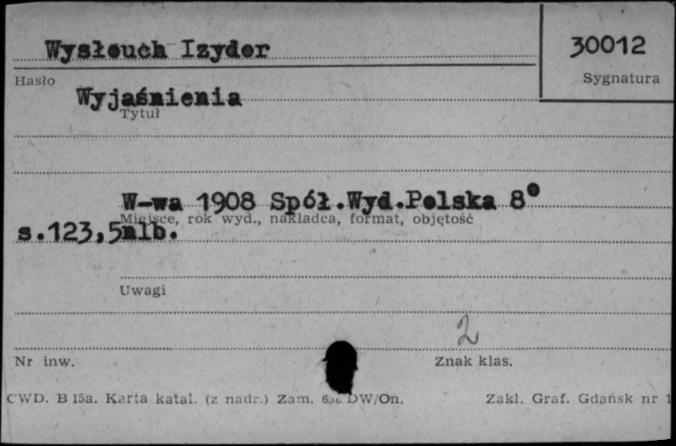 Wysłouch Izydor
30012
Hasło
Sygnatura
Wyjaśnienia
Tytuł
W-wa 1908 Spół.Wyd.Polska 8°
Miejsce, rok wyd., nakładca, format, objętość
s.123,5nlb.
Uwagi
2
Nr inw.
Znak klas.
CWD. B 15a. Karta katal. (z nadr.) Zam. DW/On.
Zakł. Graf. Gdańsk nr 1